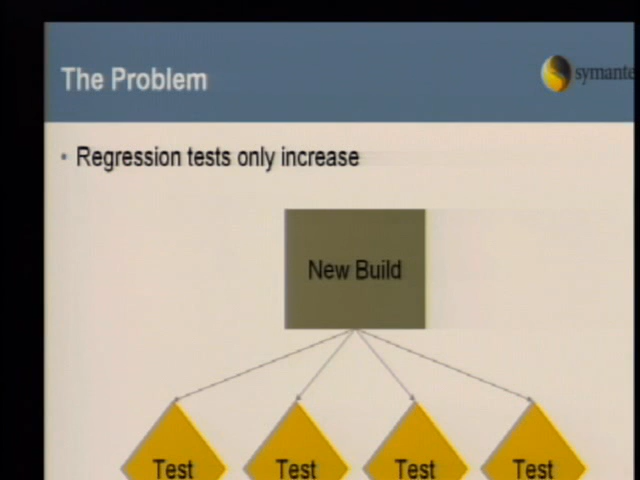 The Problem
symante
• Regression tests only increase
New Build
Test Test Test Test